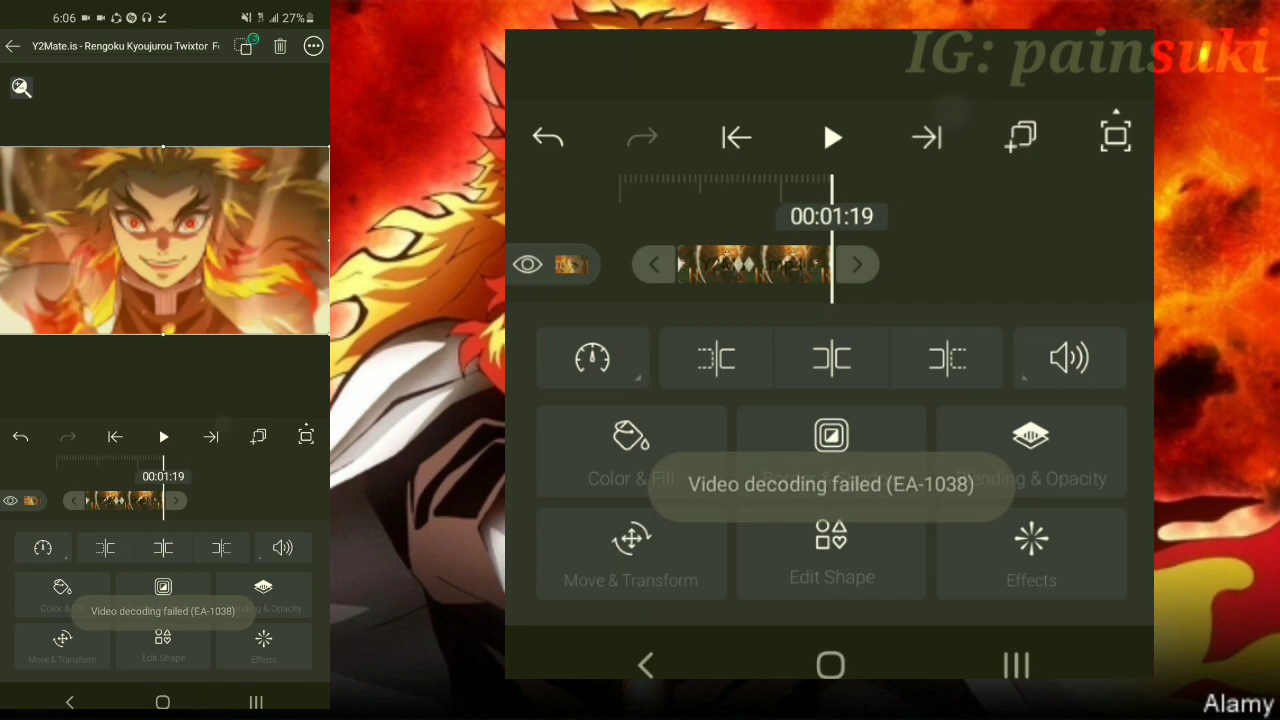 6:06
27%
Y2Mate.is - Rengoku Kyoujurou Twixtor
00:01:19
Color & Fill
Blending & Opacity
Video decoding failed (EA-1038)
Move & Transform
Edit Shape
Effects
IG: painsuki
00:01:19
Color & Fill
Blending & Opacity
Video decoding failed (EA-1038)
Move & Transform
Edit Shape
Effects
Alamy